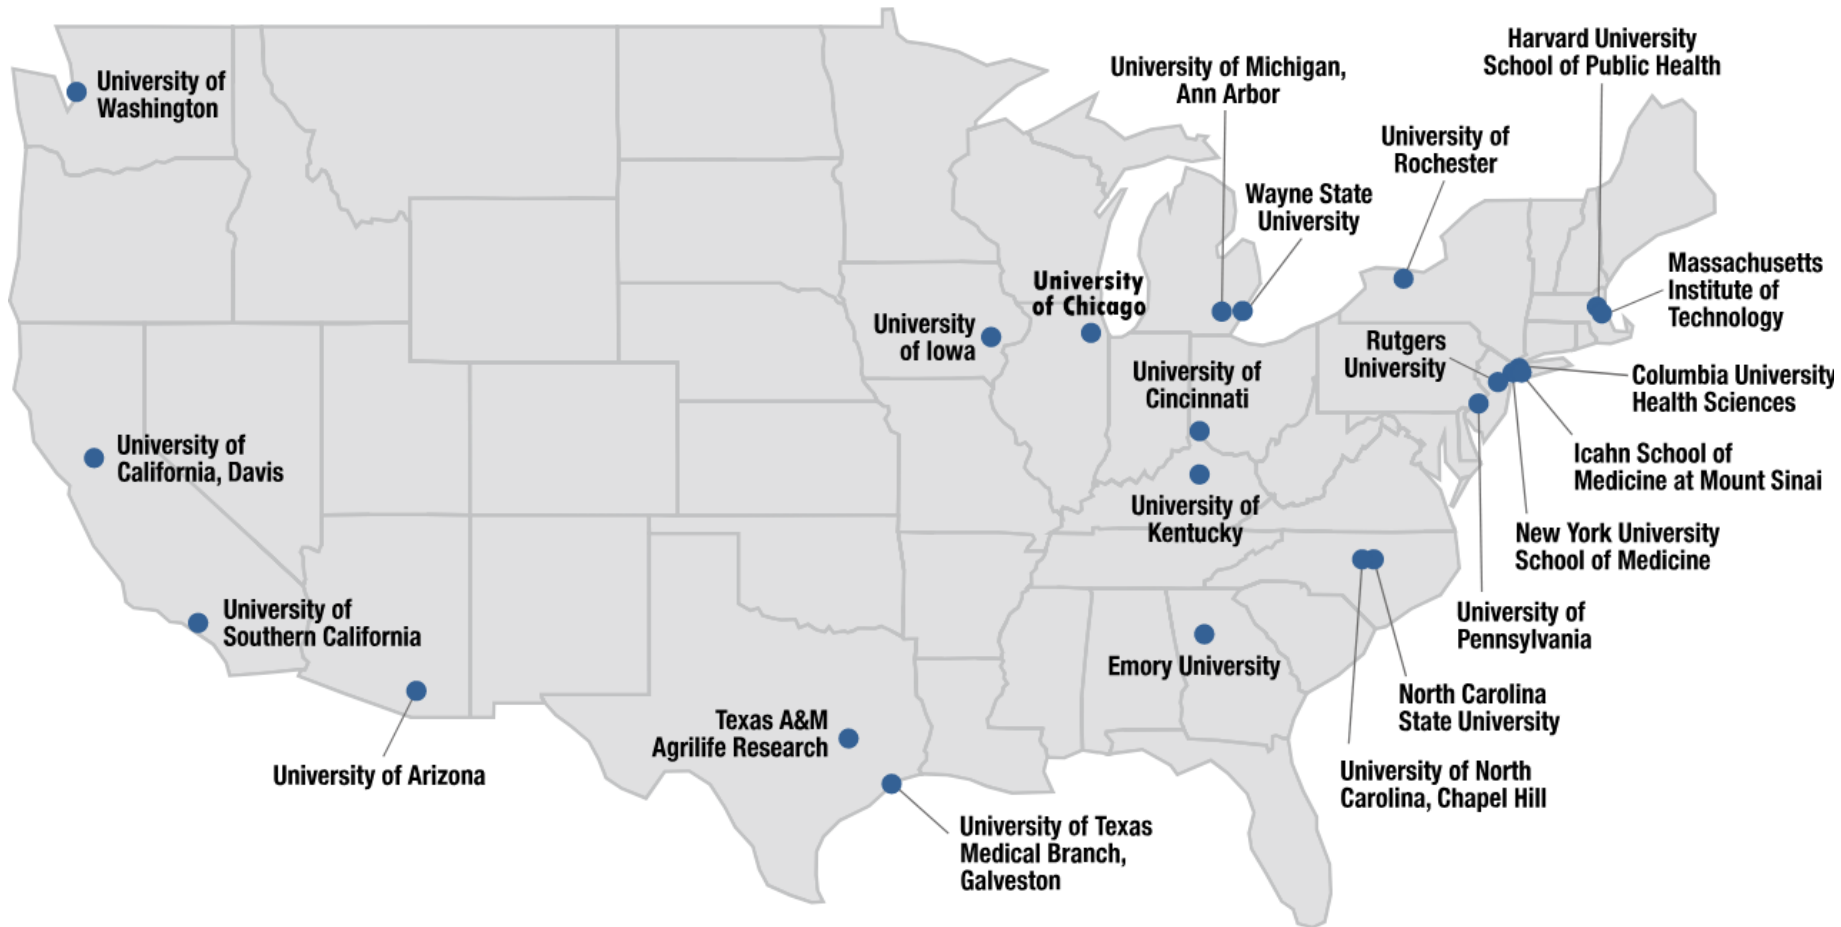 Harvard University
School of Public Health
University of Michigan,
Ann Arbor
University of
Washington
University of
Rochester
Wayne State
University
Massachusetts
Institute of
Technology
University
of Chicago
University
of Iowa
Rutgers
University
University of
Cincinnati
Columbia University
Health Sciences
University of
California, Davis
Icahn School of
Medicine at Mount Sinai
University of
Kentucky
New York University
School of Medicine
University of
Southern California
University of
Pennsylvania
Emory University
North Carolina
State University
Texas A&M
Agrilife Research
University of Arizona
University of North
Carolina, Chapel Hill
University of Texas
Medical Branch,
Galveston